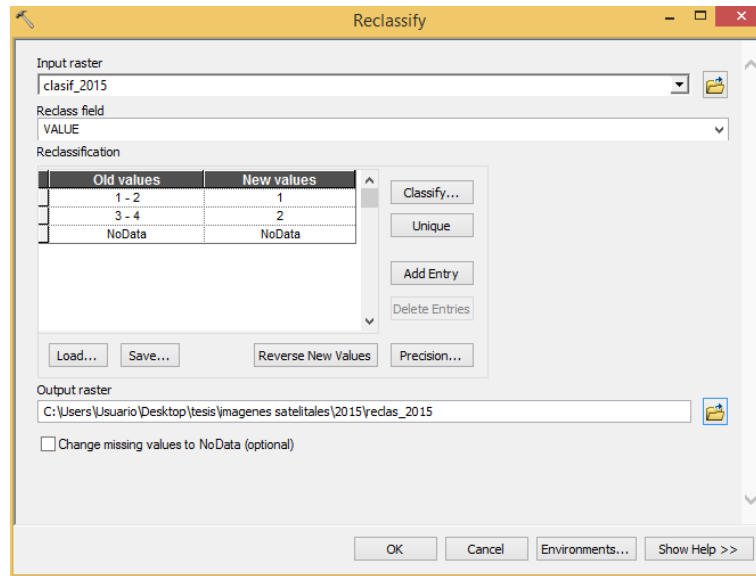 Reclassify
Input raster
clasif_2015
Reclass field
VALUE
Reclassification
Old values New values
1 - 2 1
3 - 4 2
NoData NoData
Classify...
Unique
Add Entry
Delete Entries
Load... Save... Reverse New Values Precision...
Output raster
C:\Users\Usuario\Desktop\tesis\imagenes satelitales\2015\reclas_2015
Change missing values to NoData (optional)
OK Cancel Environments... Show Help >>